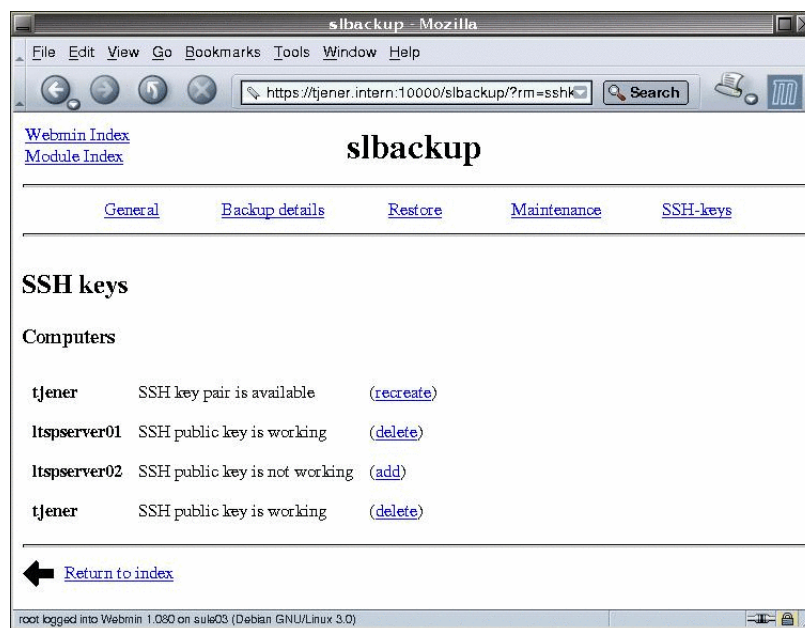 slbackup - Mozilla
File Edit View Go Bookmarks Tools Window Help
https://tjener.intern:10000/slbackup/?rm=sshk Search
Webmin Index
Module Index
slbackup
General Backup details Restore Maintenance SSH-keys
SSH keys
Computers
tjener SSH key pair is available (recreate)
ltspserver01 SSH public key is working (delete)
ltspserver02 SSH public key is not working (add)
tjener SSH public key is working (delete)
Return to index
root logged into Webmin 1.080 on sule03 (Debian GNU/Linux 3.0)